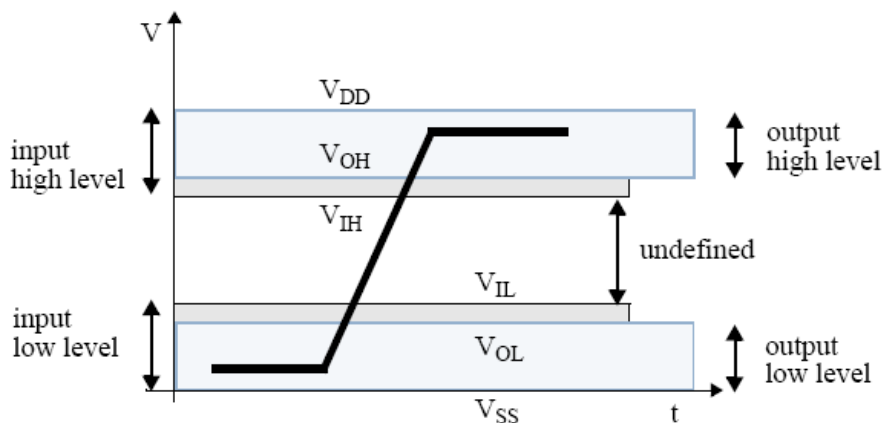 V
V_DD
input
high level
V_OH
output
high level
V_IH
undefined
V_IL
input
low level
V_OL
output
low level
V_SS
t